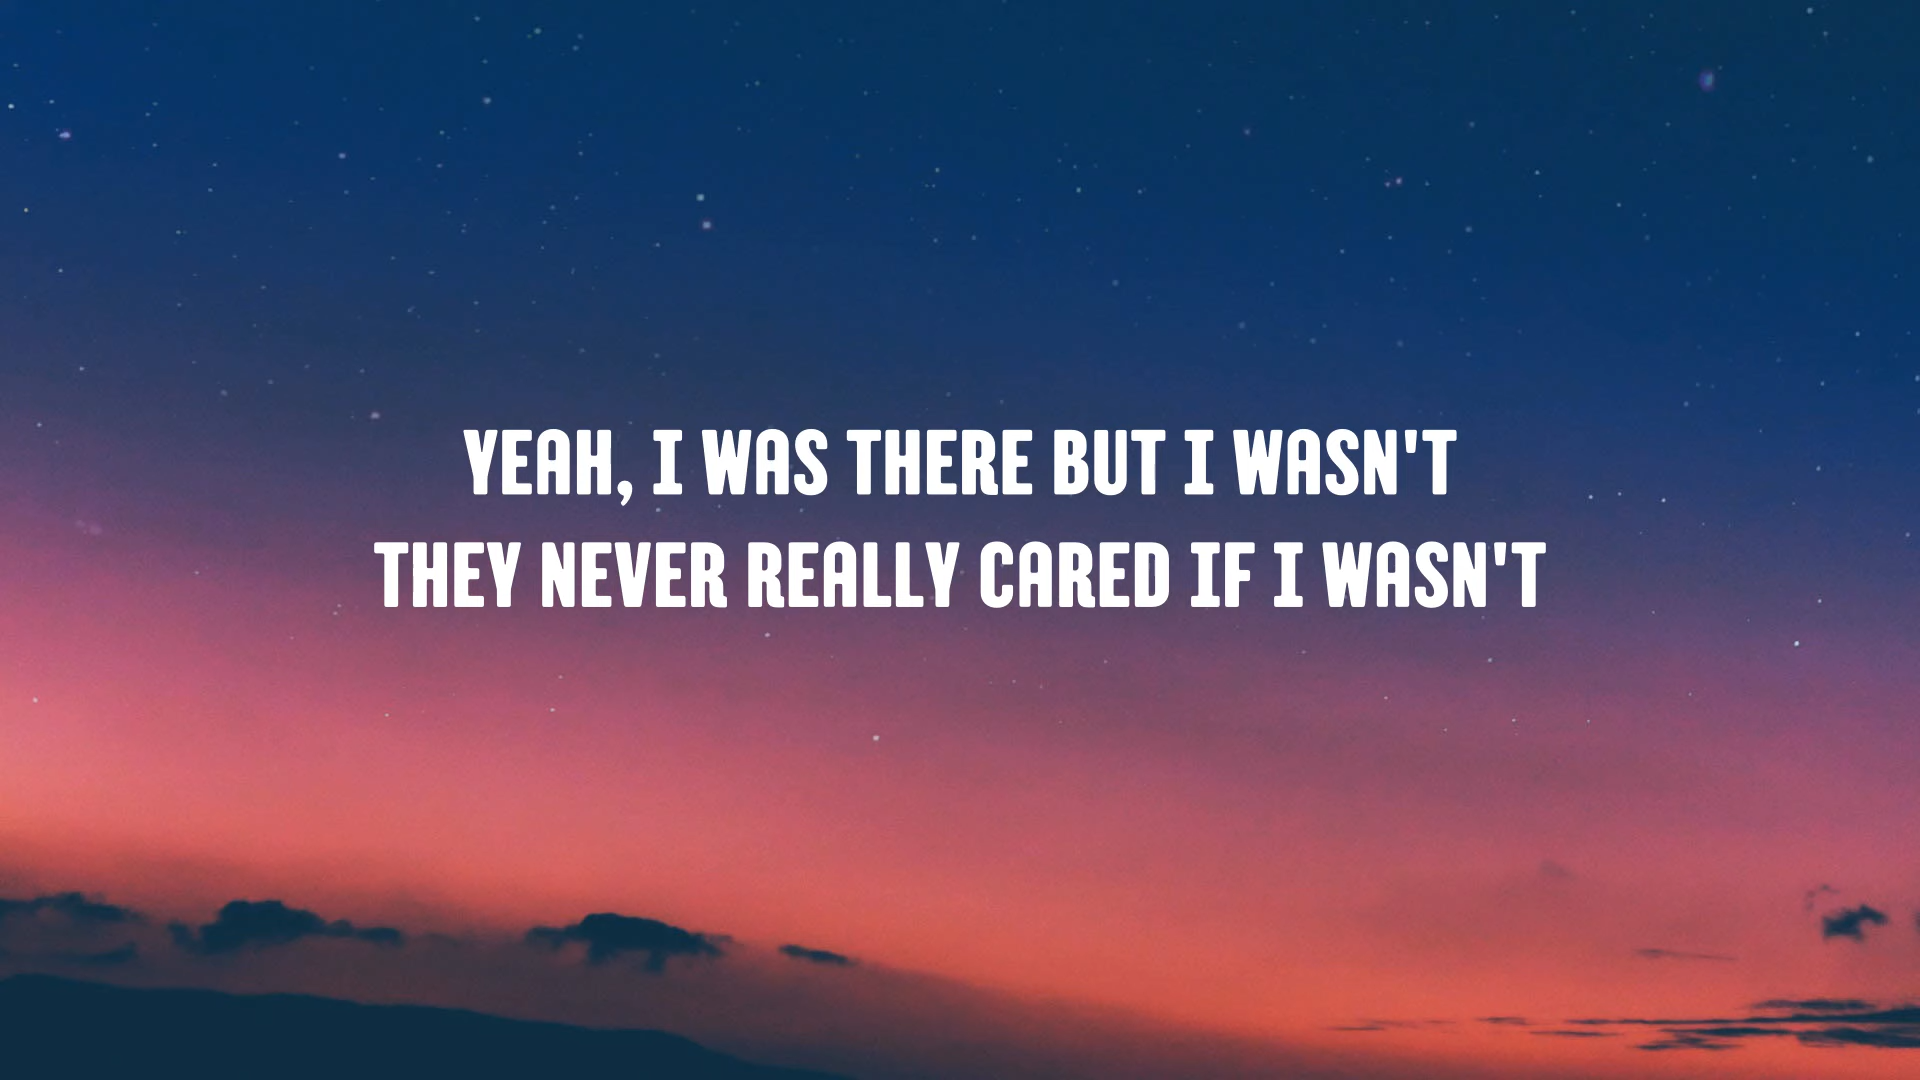 YEAH, I WAS THERE BUT I WASN'T
THEY NEVER REALLY CARED IF I WASN'T